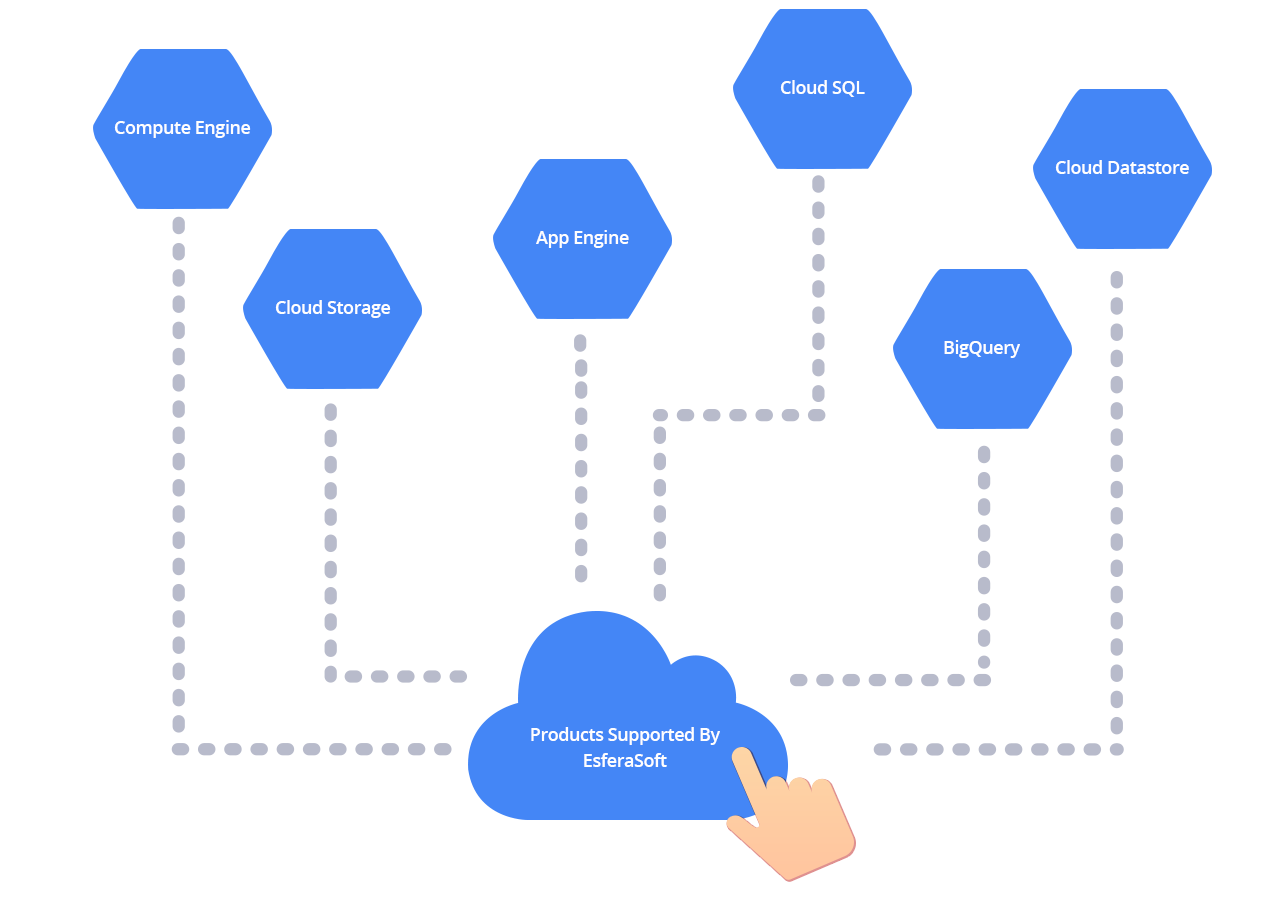 Cloud SQL
Compute Engine
Cloud Datastore
App Engine
Cloud Storage
BigQuery
Products Supported By
EsferaSoft